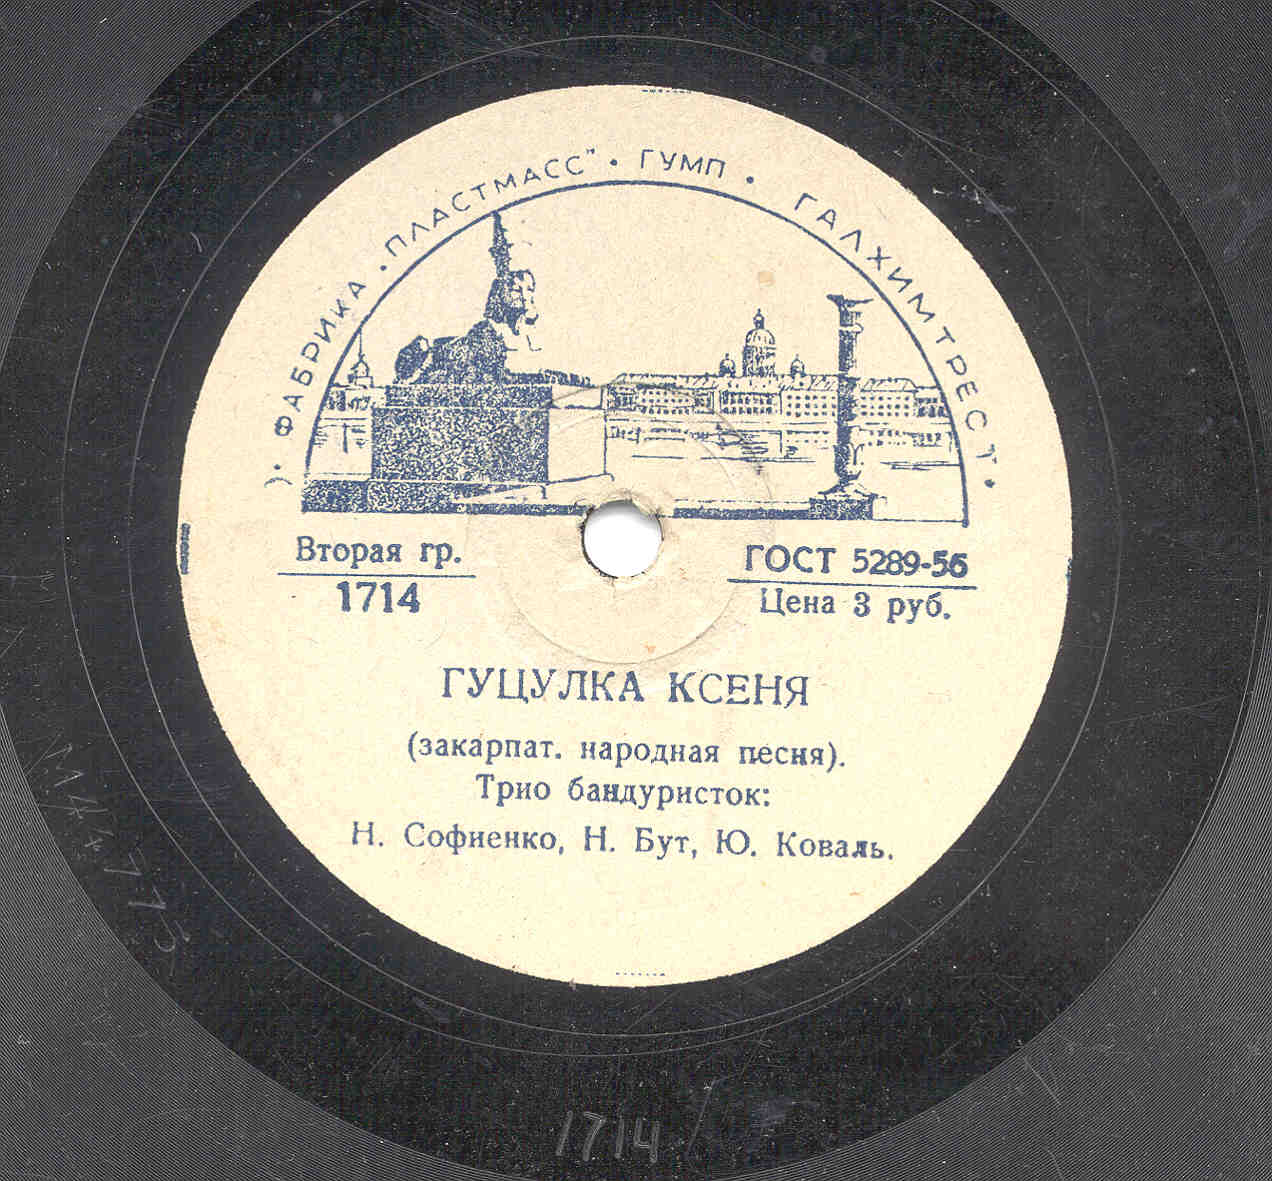 ФАБРИКА „ПЛАСТМАСС" • ГУМП • ГАЛХИМТРЕСТ •
Вторая гр.
1714
ГОСТ 5289-56
Цена 3 руб.
ГУЦУЛКА КСЕНЯ
(закарпат. народная песня).
Трио бандуристок:
Н. Софиенко, Н. Бут, Ю. Коваль.
1714